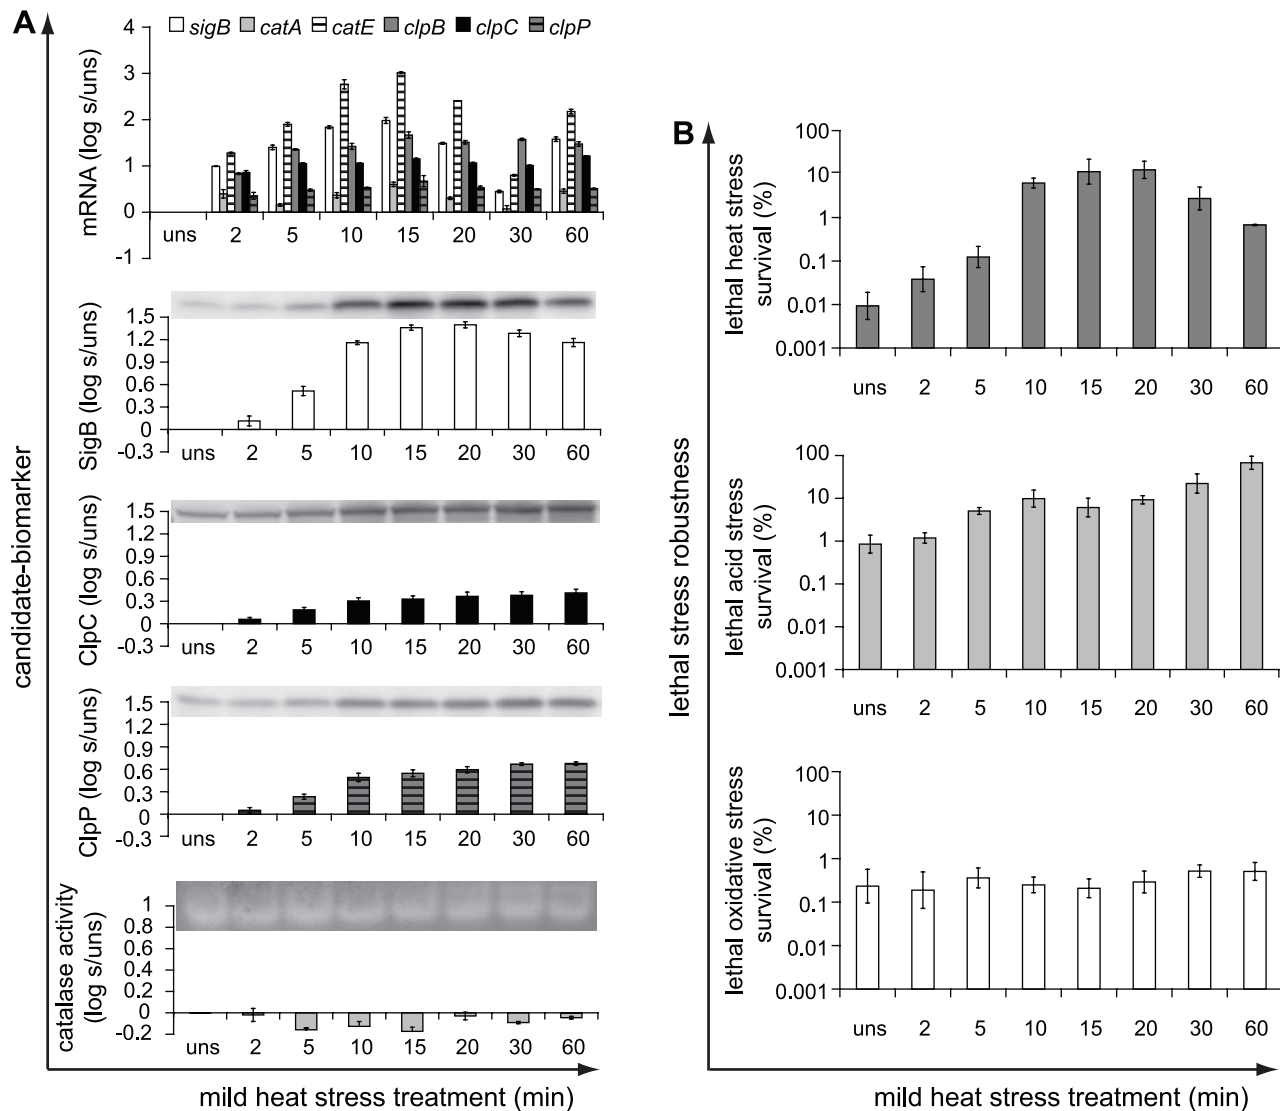 A
sigB catA catE clpB clpC clpP
mRNA (log s/uns)
4
3
2
1
0
-1
uns 2 5 10 15 20 30 60
SigB (log s/uns)
1.5
1.2
0.9
0.6
0.3
0
-0.3
uns 2 5 10 15 20 30 60
ClpC (log s/uns)
1.5
1.2
0.9
0.6
0.3
0
-0.3
uns 2 5 10 15 20 30 60
ClpP (log s/uns)
1.5
1.2
0.9
0.6
0.3
0
-0.3
uns 2 5 10 15 20 30 60
catalase activity
(log s/uns)
1
0.8
0.6
0.4
0.2
0
-0.2
uns 2 5 10 15 20 30 60
candidate-biomarker
mild heat stress treatment (min)
B
lethal stress robustness
lethal heat stress
survival (%)
100
10
1
0.1
0.01
0.001
uns 2 5 10 15 20 30 60
lethal acid stress
survival (%)
100
10
1
0.1
0.01
0.001
uns 2 5 10 15 20 30 60
lethal oxidative stress
survival (%)
100
10
1
0.1
0.01
0.001
uns 2 5 10 15 20 30 60
mild heat stress treatment (min)